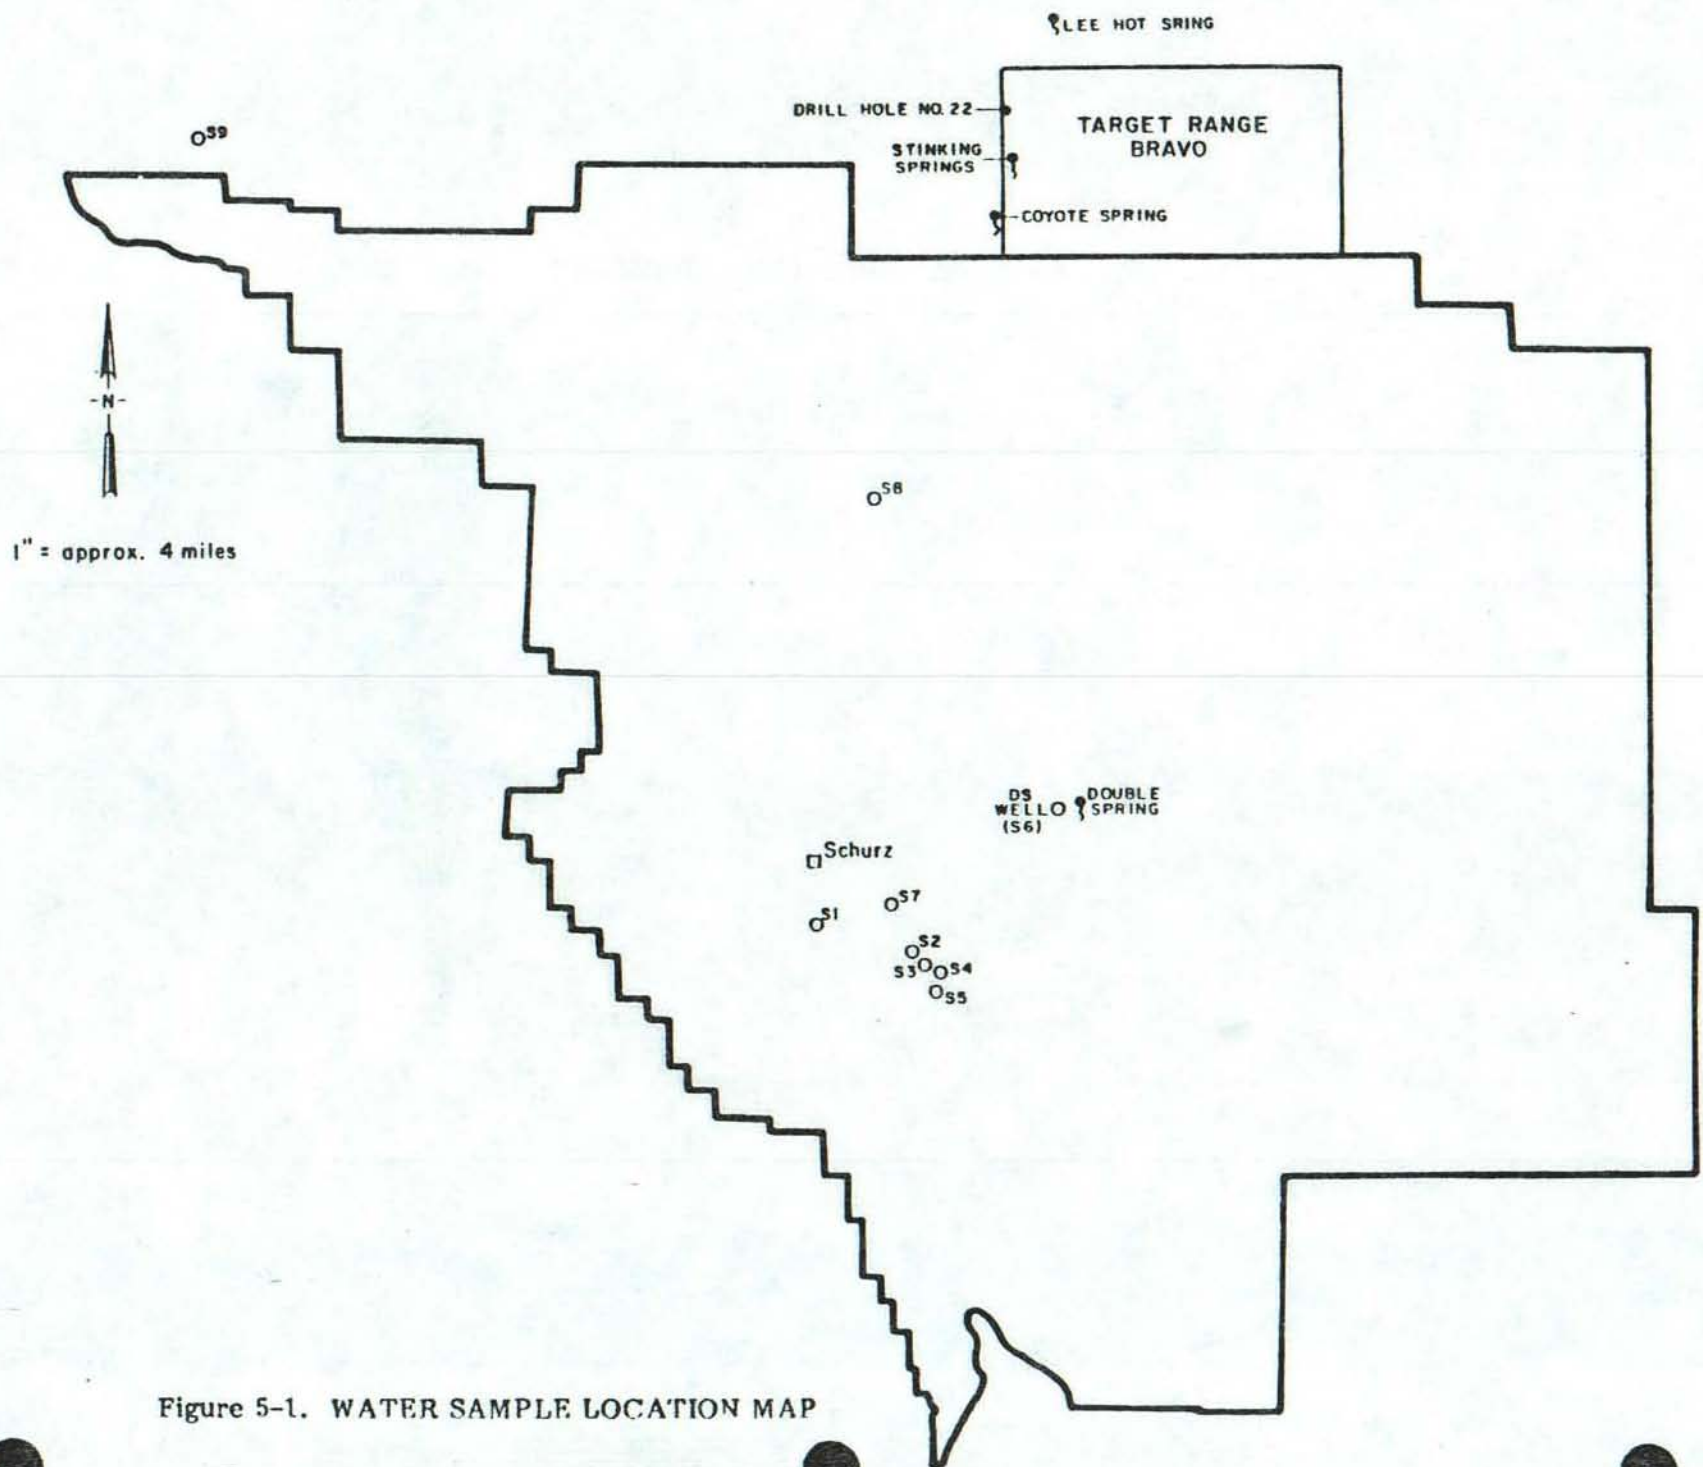 LEE HOT SRING
DRILL HOLE NO. 22
TARGET RANGE
BRAVO
STINKING
SPRINGS
COYOTE SPRING
S9
-N-
1" = approx. 4 miles
S8
DS
WELLO
(S6)
DOUBLE
SPRING
Schurz
S7
S1
S2
S3
S4
S5
Figure 5-1. WATER SAMPLE LOCATION MAP